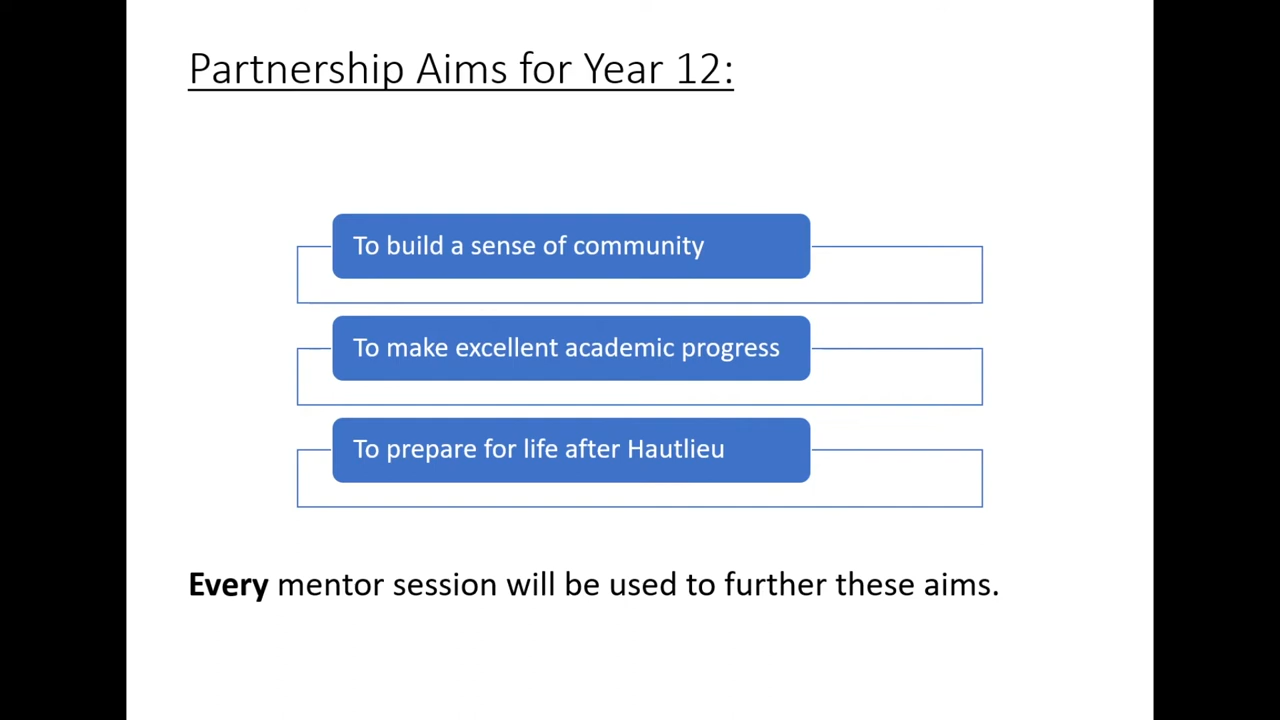 Partnership Aims for Year 12:
To build a sense of community
To make excellent academic progress
To prepare for life after Hautlieu
Every mentor session will be used to further these aims.